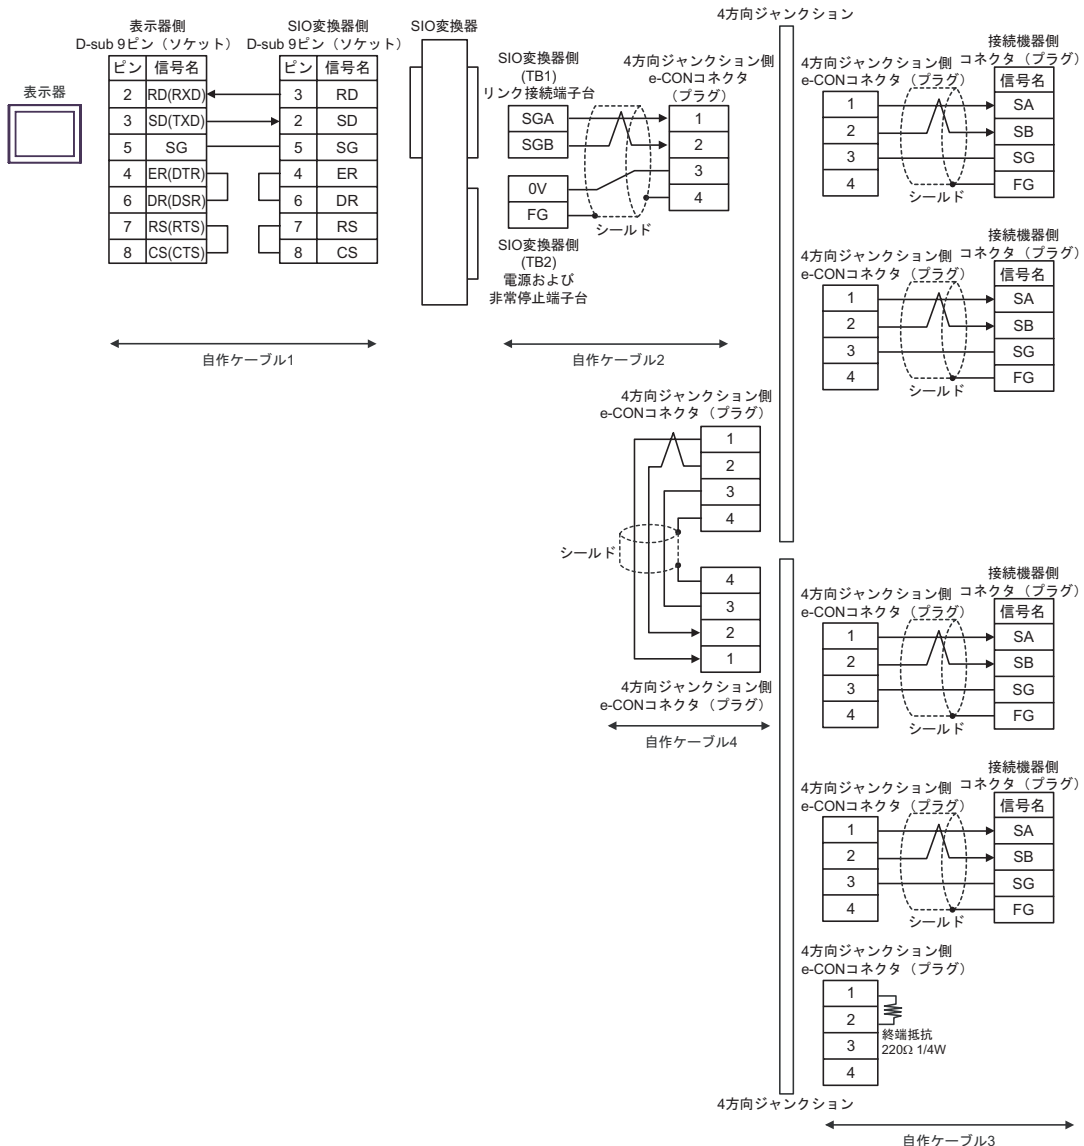 表示器
表示器側
D-sub 9ピン（ソケット）
ピン 信号名
2 RD(RXD)
3 SD(TXD)
5 SG
4 ER(DTR)
6 DR(DSR)
7 RS(RTS)
8 CS(CTS)
SIO変換器側
D-sub 9ピン（ソケット）
ピン 信号名
3 RD
2 SD
5 SG
4 ER
6 DR
7 RS
8 CS
自作ケーブル1
SIO変換器
SIO変換器側
(TB1)
リンク接続端子台
SGA
SGB
0V
FG
SIO変換器側
(TB2)
電源および
非常停止端子台
シールド
4方向ジャンクション側
e-CONコネクタ
（プラグ）
1
2
3
4
自作ケーブル2
4方向ジャンクション
4方向ジャンクション側
e-CONコネクタ（プラグ）
1
2
3
4
シールド
接続機器側
コネクタ（プラグ）
信号名
SA
SB
SG
FG
4方向ジャンクション側
e-CONコネクタ（プラグ）
1
2
3
4
シールド
接続機器側
コネクタ（プラグ）
信号名
SA
SB
SG
FG
4方向ジャンクション側
e-CONコネクタ（プラグ）
1
2
3
4
シールド
4
3
2
1
4方向ジャンクション側
e-CONコネクタ（プラグ）
自作ケーブル4
4方向ジャンクション側
e-CONコネクタ（プラグ）
1
2
3
4
シールド
接続機器側
コネクタ（プラグ）
信号名
SA
SB
SG
FG
4方向ジャンクション側
e-CONコネクタ（プラグ）
1
2
3
4
シールド
接続機器側
コネクタ（プラグ）
信号名
SA
SB
SG
FG
4方向ジャンクション側
e-CONコネクタ（プラグ）
1
2
3
4
終端抵抗
220Ω 1/4W
4方向ジャンクション
自作ケーブル3